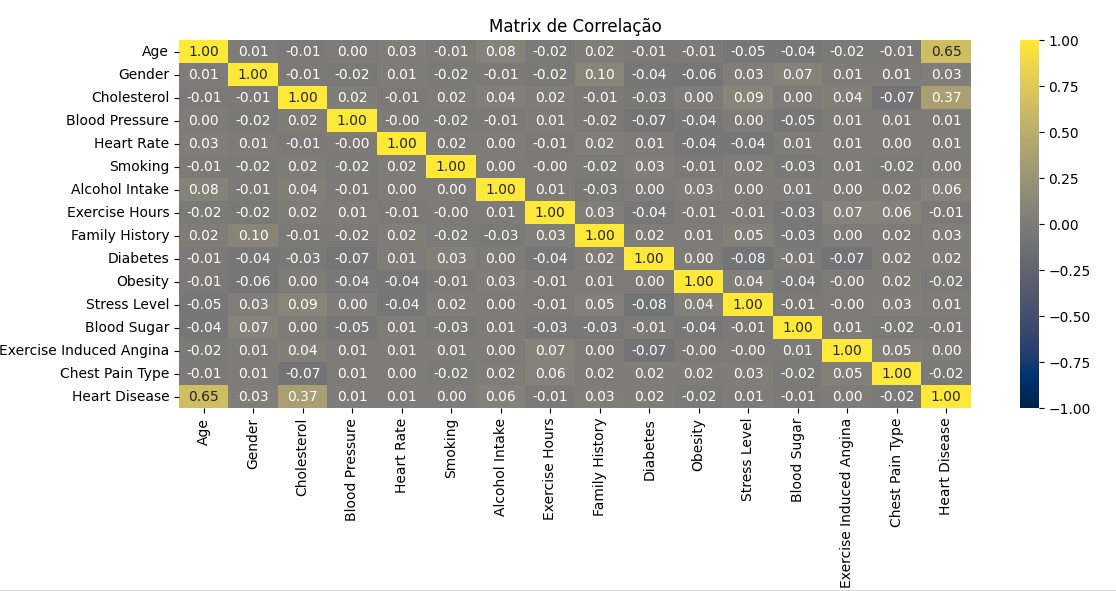 Matrix de Correlação
Age 1.00 0.01 -0.01 0.00 0.03 -0.01 0.08 -0.02 0.02 -0.01 -0.01 -0.05 -0.04 -0.02 -0.01 0.65
Gender 0.01 1.00 -0.01 -0.02 0.01 -0.02 -0.01 -0.02 0.10 -0.04 -0.06 0.03 0.07 0.01 0.01 0.03
Cholesterol -0.01 -0.01 1.00 0.02 -0.01 0.02 0.04 0.02 -0.01 -0.03 0.00 0.09 0.00 0.04 -0.07 0.37
Blood Pressure 0.00 -0.02 0.02 1.00 -0.00 -0.02 -0.01 0.01 -0.02 -0.07 -0.04 0.00 -0.05 0.01 0.01 0.01
Heart Rate 0.03 0.01 -0.01 -0.00 1.00 0.02 0.00 -0.01 0.02 0.01 -0.04 -0.04 0.01 0.01 0.00 0.01
Smoking -0.01 -0.02 0.02 -0.02 0.02 1.00 0.00 -0.00 -0.02 0.03 -0.01 0.02 -0.03 0.01 -0.02 0.00
Alcohol Intake 0.08 -0.01 0.04 -0.01 0.00 0.00 1.00 0.01 -0.03 0.00 0.03 0.00 0.01 0.00 0.02 0.06
Exercise Hours -0.02 -0.02 0.02 0.01 -0.01 -0.00 0.01 1.00 0.03 -0.04 -0.01 -0.01 -0.03 0.07 0.06 -0.01
Family History 0.02 0.10 -0.01 -0.02 0.02 -0.02 -0.03 0.03 1.00 0.02 0.01 0.05 -0.03 0.00 0.02 0.03
Diabetes -0.01 -0.04 -0.03 -0.07 0.01 0.03 0.00 -0.04 0.02 1.00 0.00 -0.08 -0.01 -0.07 0.02 0.02
Obesity -0.01 -0.06 0.00 -0.04 -0.04 -0.01 0.03 -0.01 0.01 0.00 1.00 0.04 -0.04 -0.00 0.02 -0.02
Stress Level -0.05 0.03 0.09 0.00 -0.04 0.02 0.00 -0.01 0.05 -0.08 0.04 1.00 -0.01 -0.00 0.03 0.01
Blood Sugar -0.04 0.07 0.00 -0.05 0.01 -0.03 0.01 -0.03 -0.03 -0.01 -0.04 -0.01 1.00 0.01 -0.02 -0.01
Exercise Induced Angina -0.02 0.01 0.04 0.01 0.01 0.01 0.00 0.07 0.00 -0.07 -0.00 -0.00 0.01 1.00 0.05 0.00
Chest Pain Type -0.01 0.01 -0.07 0.01 0.00 -0.02 0.02 0.06 0.02 0.02 0.02 0.03 -0.02 0.05 1.00 -0.02
Heart Disease 0.65 0.03 0.37 0.01 0.01 0.00 0.06 -0.01 0.03 0.02 -0.02 0.01 -0.01 0.00 -0.02 1.00
Age
Gender
Cholesterol
Blood Pressure
Heart Rate
Smoking
Alcohol Intake
Exercise Hours
Family History
Diabetes
Obesity
Stress Level
Blood Sugar
Exercise Induced Angina
Chest Pain Type
Heart Disease
1.00
0.75
0.50
0.25
0.00
−0.25
−0.50
−0.75
−1.00